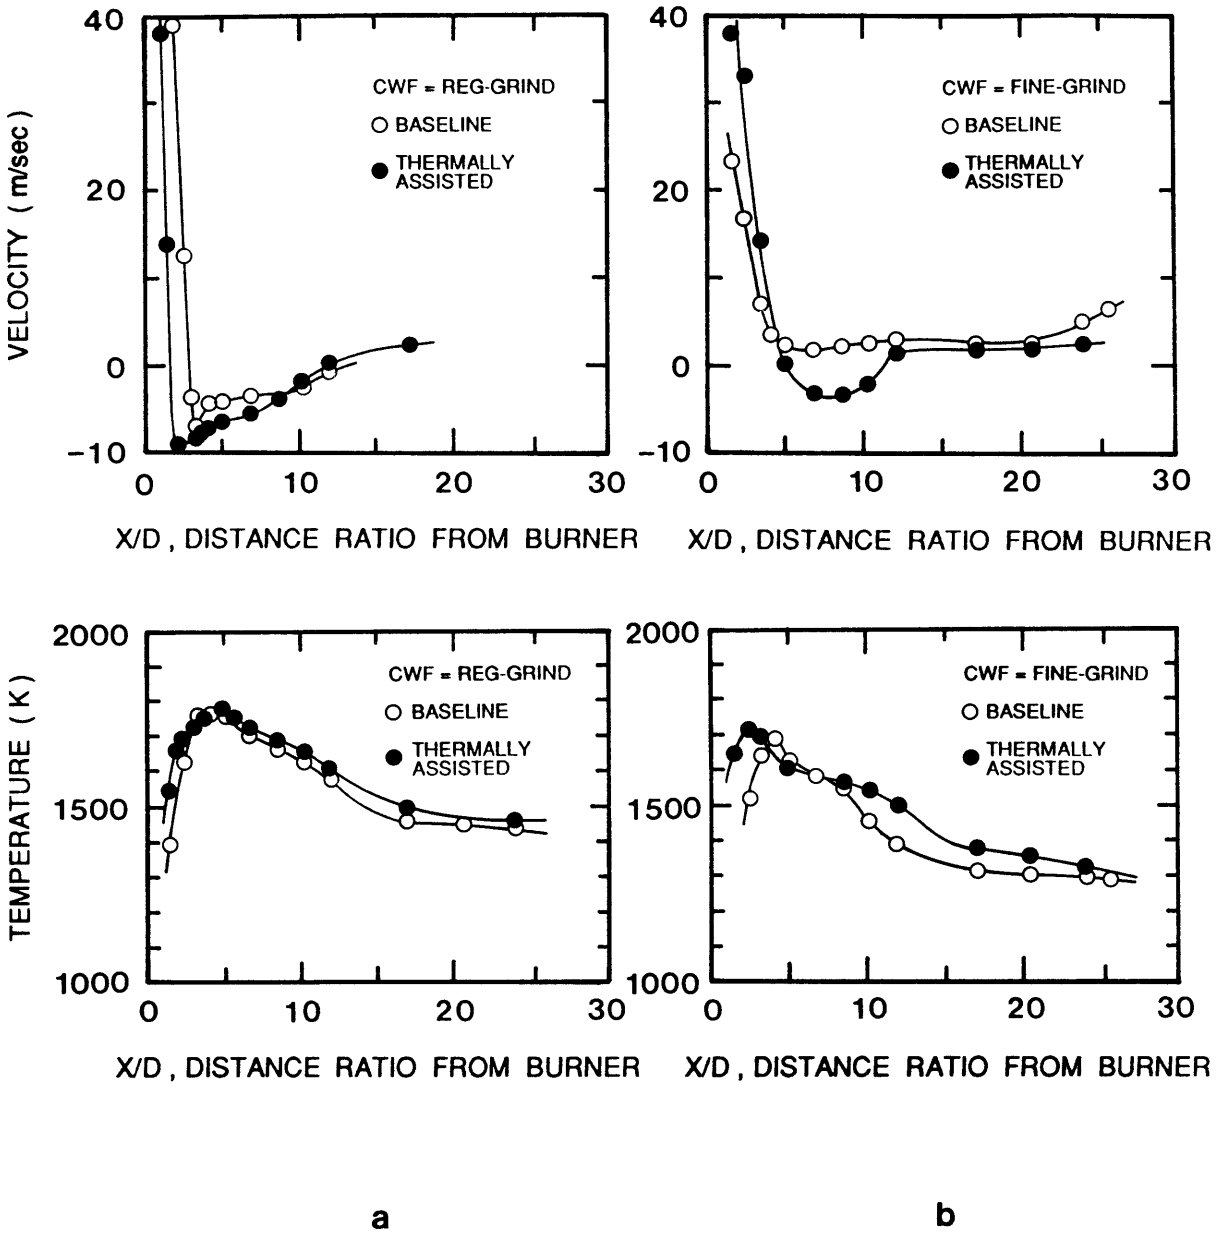 40
20
0
-10
VELOCITY ( m/sec)
CWF = REG-GRIND
BASELINE
THERMALLY
ASSISTED
0 10 20 30
X/D , DISTANCE RATIO FROM BURNER
40
20
0
-10
CWF = FINE-GRIND
BASELINE
THERMALLY
ASSISTED
0 10 20 30
X/D , DISTANCE RATIO FROM BURNER
2000
1500
1000
TEMPERATURE ( K )
CWF = REG-GRIND
BASELINE
THERMALLY
ASSISTED
0 10 20 30
X/D , DISTANCE RATIO FROM BURNER
2000
1500
1000
CWF = FINE-GRIND
BASELINE
THERMALLY
ASSISTED
0 10 20 30
X/D , DISTANCE RATIO FROM BURNER
a
b